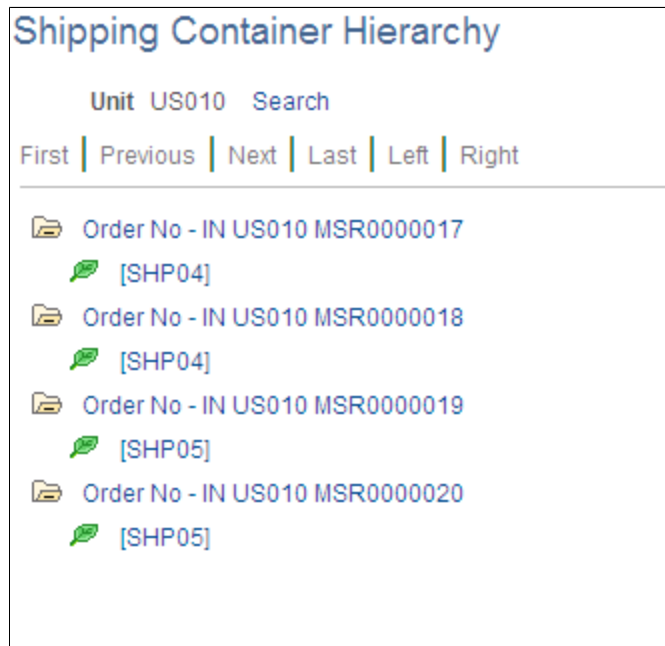 Shipping Container Hierarchy
Unit US010 Search
First | Previous | Next | Last | Left | Right
Order No - IN US010 MSR0000017
[SHP04]
Order No - IN US010 MSR0000018
[SHP04]
Order No - IN US010 MSR0000019
[SHP05]
Order No - IN US010 MSR0000020
[SHP05]